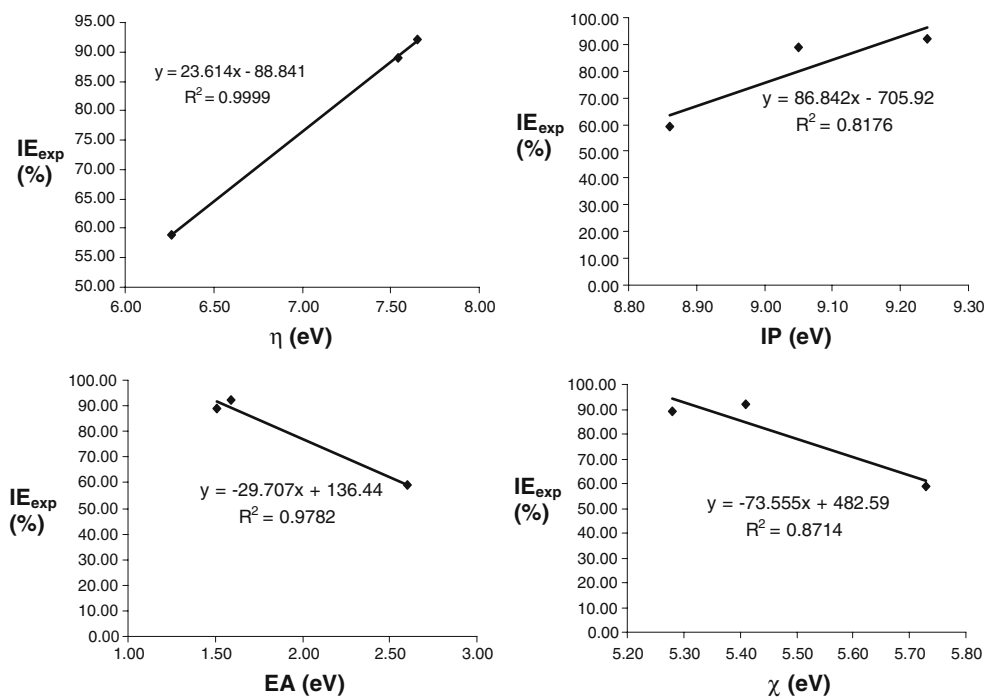 95.00
90.00
85.00
80.00
75.00
70.00
65.00
60.00
55.00
50.00
y = 23.614x - 88.841
R² = 0.9999
IEexp
(%)
6.00 6.50 7.00 7.50 8.00
η (eV)
100.00
90.00
80.00
70.00
60.00
50.00
40.00
30.00
20.00
10.00
0.00
y = 86.842x - 705.92
R² = 0.8176
IEexp
%)
8.80 8.90 9.00 9.10 9.20 9.30
IP (eV)
100.00
90.00
80.00
70.00
60.00
50.00
40.00
30.00
20.00
10.00
0.00
y = -29.707x + 136.44
R² = 0.9782
IEexp
(%)
1.00 1.50 2.00 2.50 3.00
EA (eV)
100.00
90.00
80.00
70.00
60.00
50.00
40.00
30.00
20.00
10.00
0.00
y = -73.555x + 482.59
R² = 0.8714
IEexp
(%)
5.20 5.30 5.40 5.50 5.60 5.70 5.80
χ (eV)